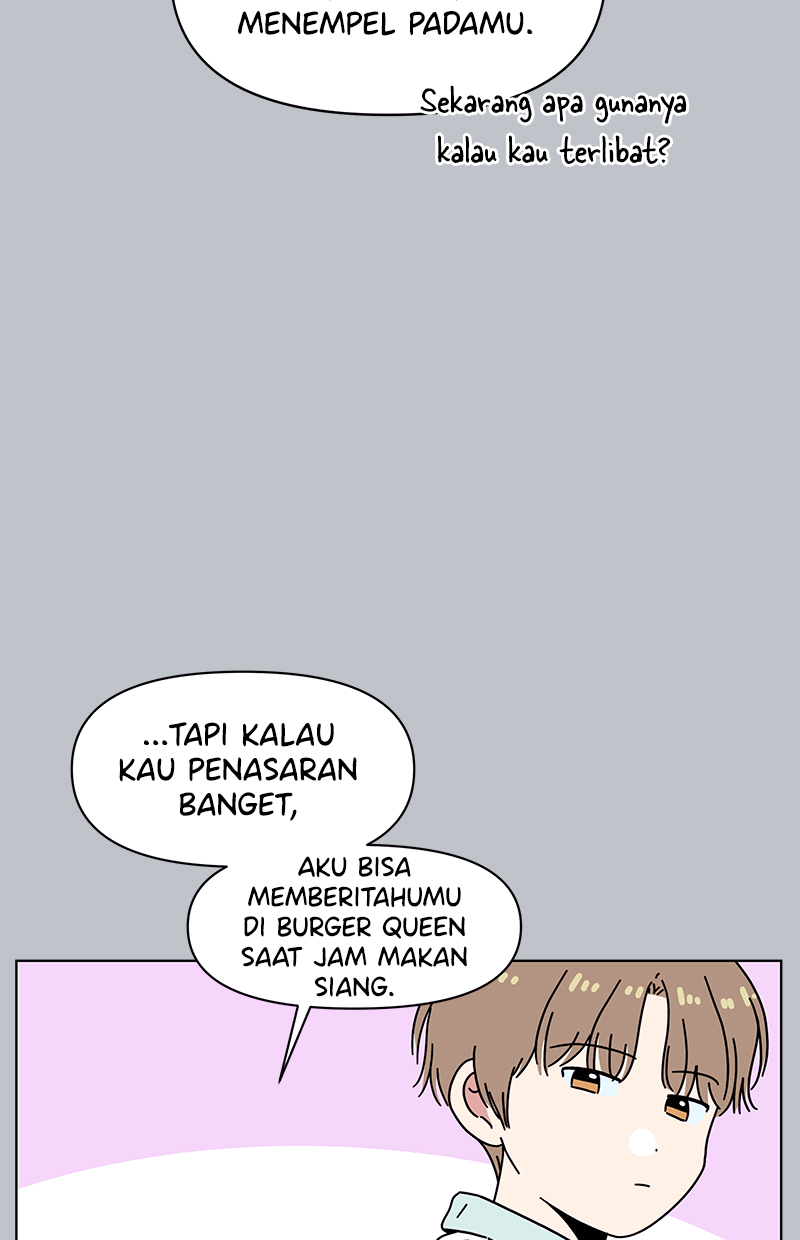 MENEMPEL PADAMU.
Sekarang apa gunanya
kalau kau terlibat?
...TAPI KALAU
KAU PENASARAN
BANGET,
AKU BISA
MEMBERITAHUMU
DI BURGER QUEEN
SAAT JAM MAKAN
SIANG.